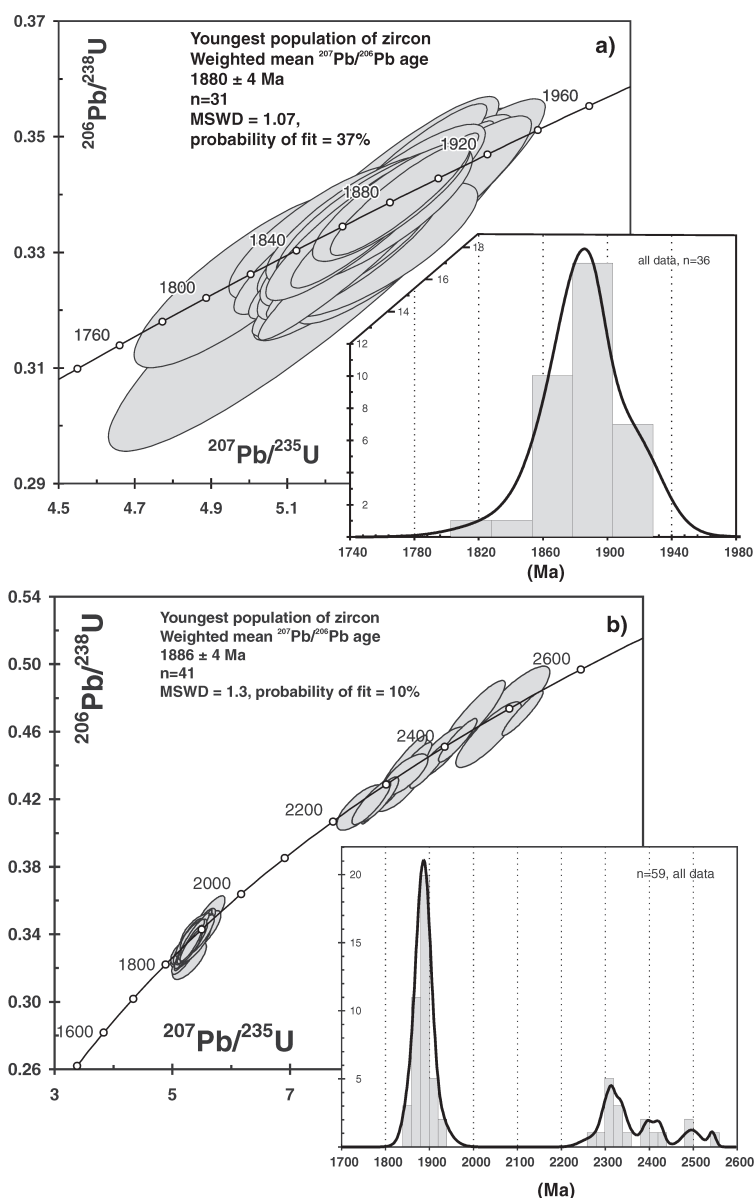 0.37
0.35
0.33
0.31
0.29
206Pb/238U
Youngest population of zircon
Weighted mean 207Pb/206Pb age
1880 ± 4 Ma
n=31
MSWD = 1.07,
probability of fit = 37%
a)
1960
1920
1880
1840
1800
1760
207Pb/235U
4.5 4.7 4.9 5.1
all data, n=36
18
16
14
12
10
8
6
4
2
1740 1780 1820 1860 1900 1940 1980
(Ma)
0.54
0.50
0.46
0.42
0.38
0.34
0.30
0.26
206Pb/238U
Youngest population of zircon
Weighted mean 207Pb/206Pb age
1886 ± 4 Ma
n=41
MSWD = 1.3, probability of fit = 10%
b)
2600
2400
2200
2000
1800
1600
207Pb/235U
3 5 7
n=59, all data
20
15
10
5
1700 1800 1900 2000 2100 2200 2300 2400 2500 2600
(Ma)